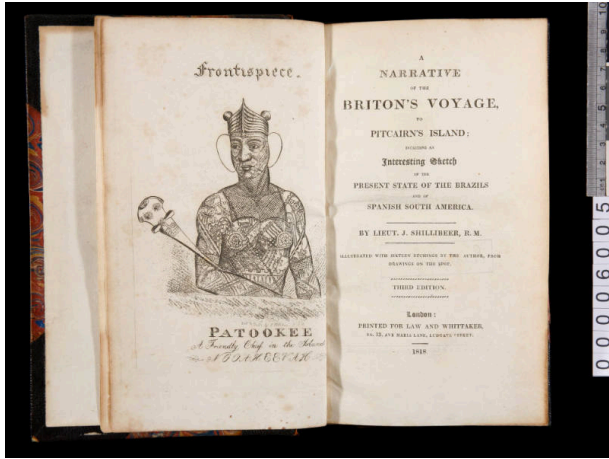 Frontispiece.
PATOOKEE
A Friendly Chief in the Island
A
NARRATIVE
OF THE
BRITON'S VOYAGE,
TO
PITCAIRN'S ISLAND;
INCLUDING AN
Interesting Sketch
OF THE
PRESENT STATE OF THE BRAZILS
AND OF
SPANISH SOUTH AMERICA.
BY LIEUT. J. SHILLIBEER, R. M.
ILLUSTRATED WITH SIXTEEN ETCHINGS BY THE AUTHOR, FROM
DRAWINGS ON THE SPOT.
THIRD EDITION.
London:
PRINTED FOR LAW AND WHITTAKER,
AVE MARIA LANE, LUDGATE STREET.
1818